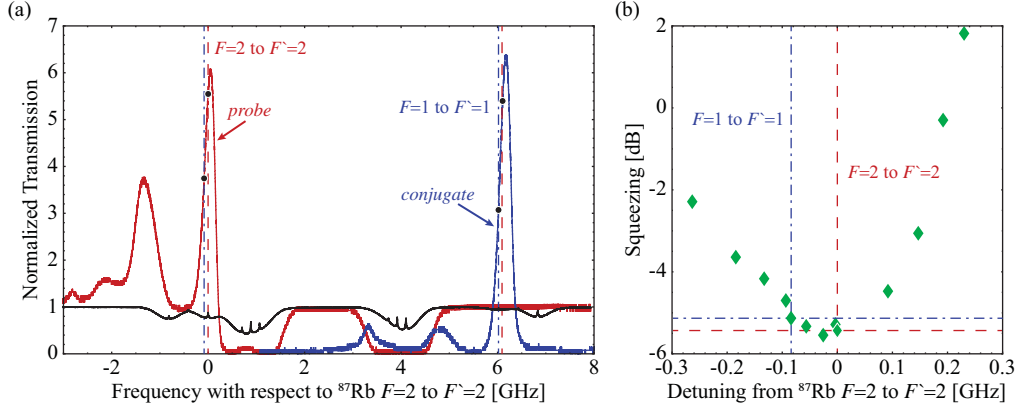 (a)
7
6
5
4
3
2
1
0
Normalized Transmission
F=2 to F`=2
probe
F=1 to F`=1
conjugate
-2 0 2 4 6 8
Frequency with respect to ⁸⁷Rb F=2 to F`=2 [GHz]
(b)
2
0
-2
-4
-6
Squeezing [dB]
F=1 to F`=1
F=2 to F`=2
-0.3 -0.2 -0.1 0 0.1 0.2 0.3
Detuning from ⁸⁷Rb F=2 to F`=2 [GHz]